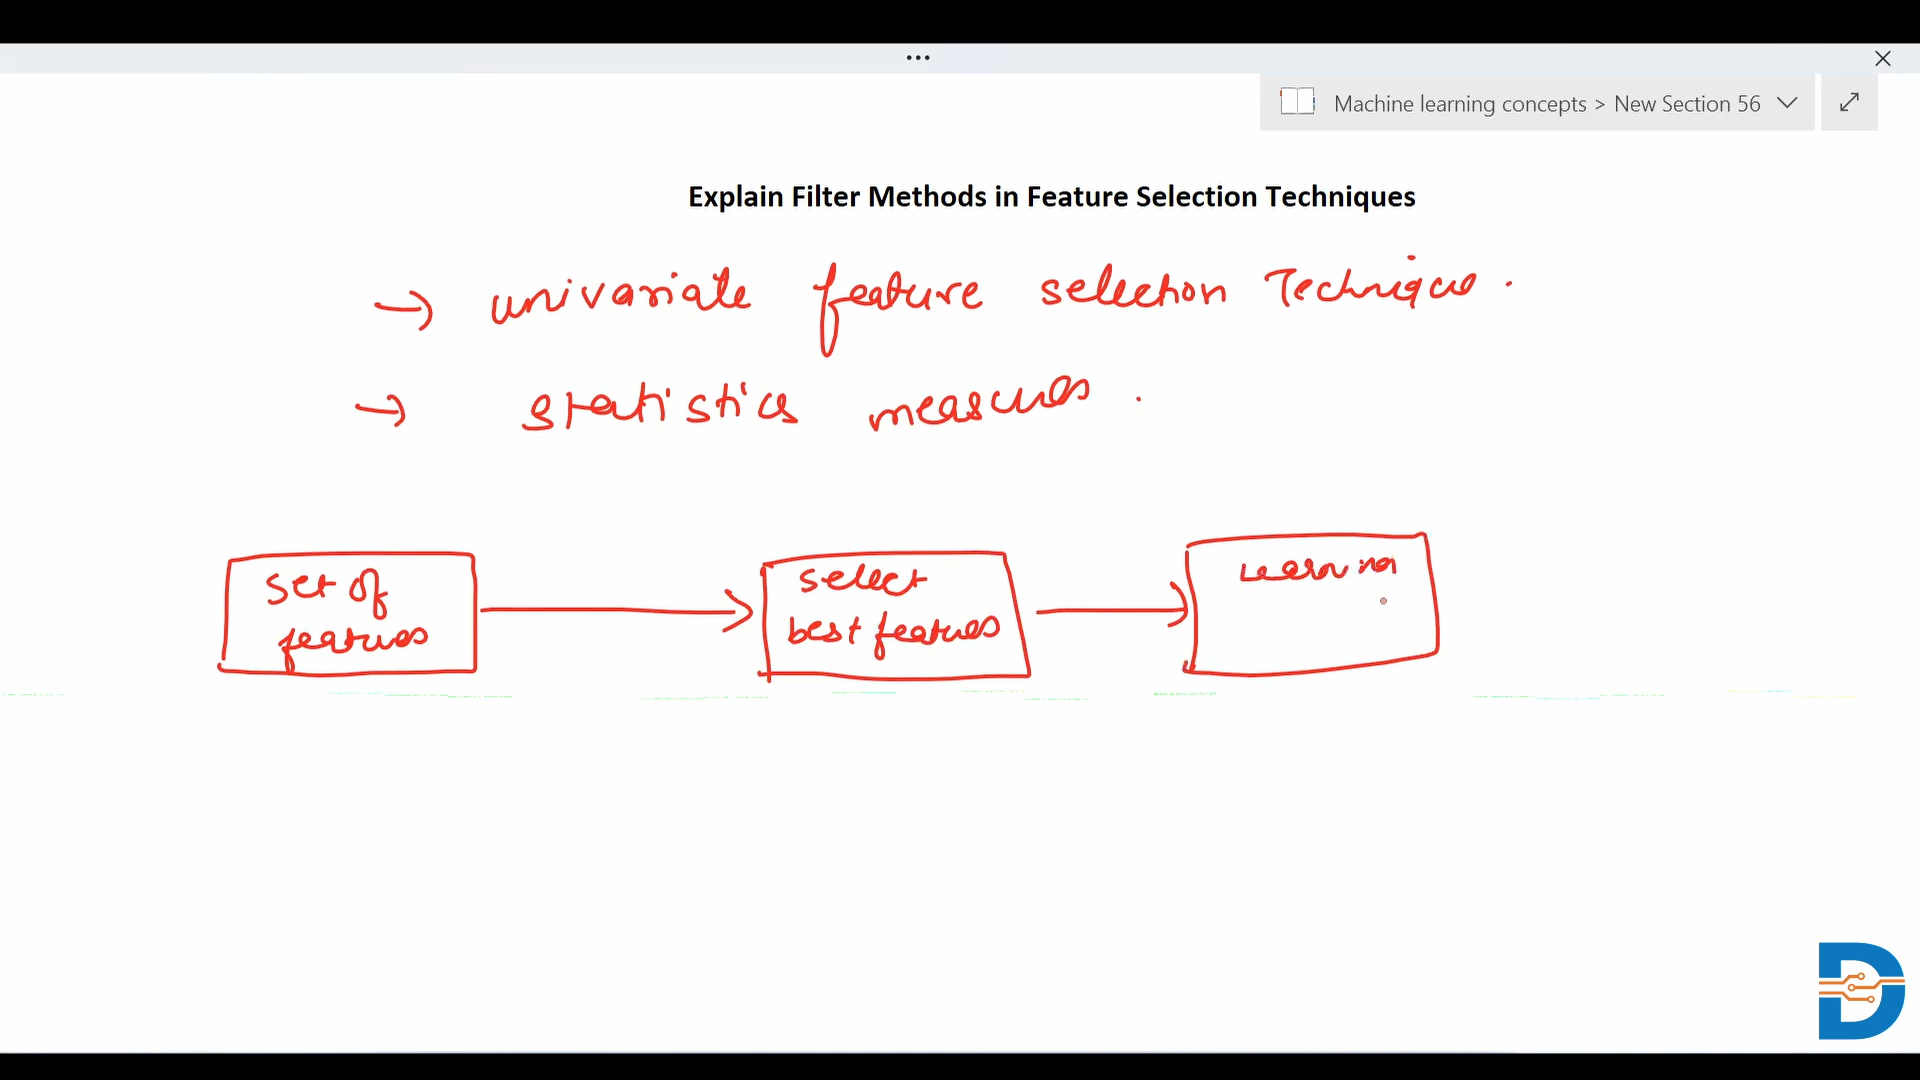 Machine learning concepts > New Section 56
Explain Filter Methods in Feature Selection Techniques
→ univariate feature selection Technique.
→ statistics measures.
set of
features
select
best features
Learning